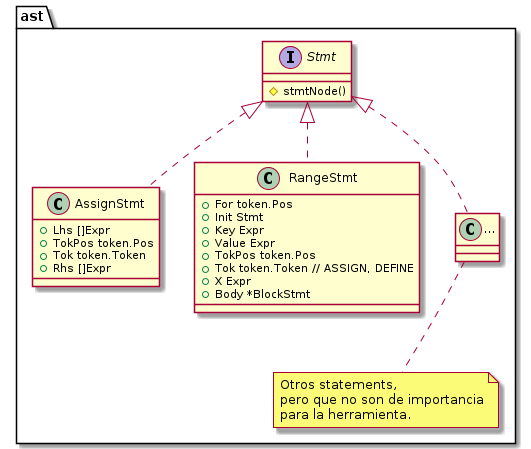 ast
I Stmt
stmtNode()
C AssignStmt
Lhs []Expr
TokPos token.Pos
Tok token.Token
Rhs []Expr
C RangeStmt
For token.Pos
Init Stmt
Key Expr
Value Expr
TokPos token.Pos
Tok token.Token // ASSIGN, DEFINE
X Expr
Body *BlockStmt
C ...
Otros statements,
pero que no son de importancia
para la herramienta.